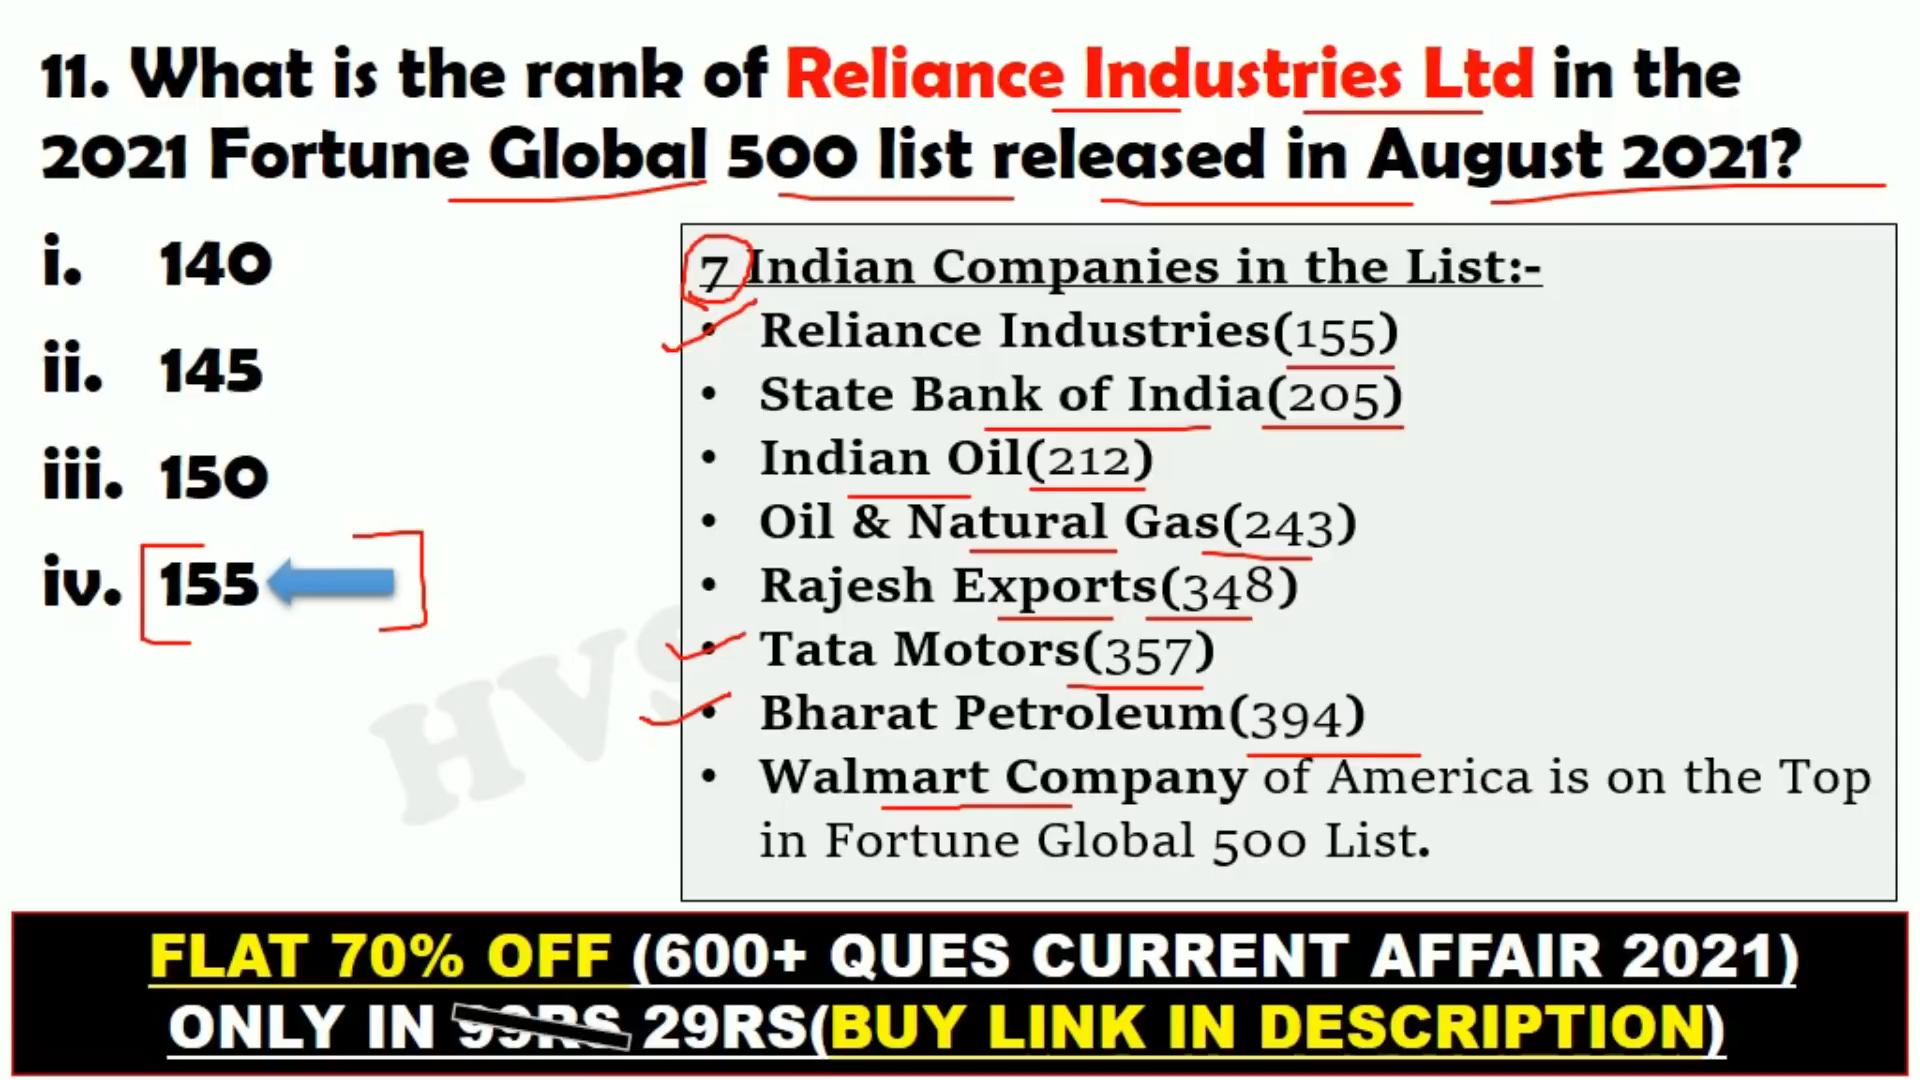 11. What is the rank of Reliance Industries Ltd in the
2021 Fortune Global 500 list released in August 2021?
i. 140
ii. 145
iii. 150
iv. 155
7 Indian Companies in the List:-
• Reliance Industries(155)
• State Bank of India(205)
• Indian Oil(212)
• Oil & Natural Gas(243)
• Rajesh Exports(348)
• Tata Motors(357)
• Bharat Petroleum(394)
• Walmart Company of America is on the Top
in Fortune Global 500 List.
HVS
FLAT 70% OFF (600+ QUES CURRENT AFFAIR 2021)
ONLY IN 99RS 29RS(BUY LINK IN DESCRIPTION)